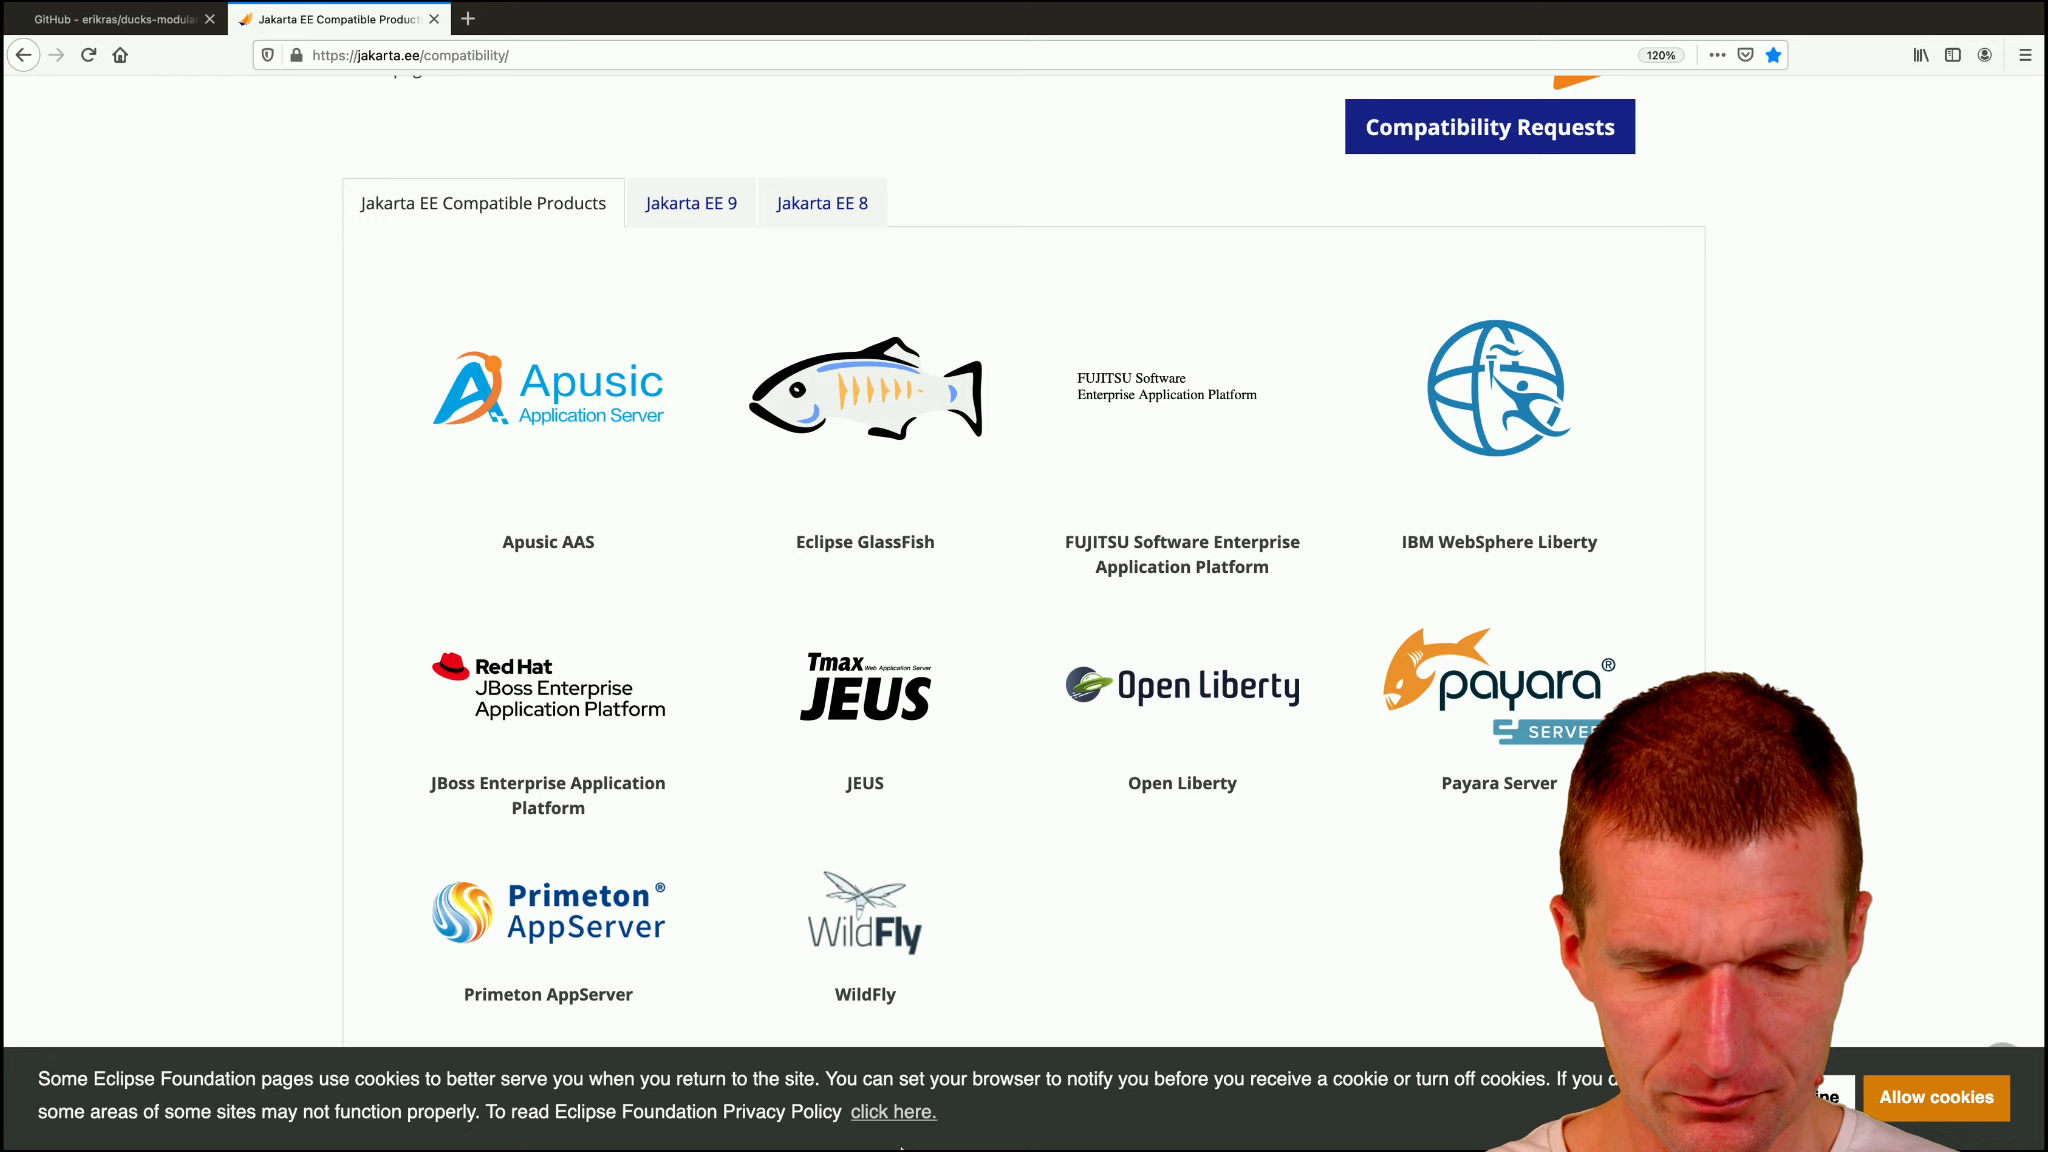 GitHub - erikras/ducks-modular
Jakarta EE Compatible Product
https://jakarta.ee/compatibility/
120%
Compatibility Requests
Jakarta EE Compatible Products
Jakarta EE 9
Jakarta EE 8
Apusic
Application Server
FUJITSU Software
Enterprise Application Platform
Apusic AAS
Eclipse GlassFish
FUJITSU Software Enterprise
Application Platform
IBM WebSphere Liberty
Red Hat
JBoss Enterprise
Application Platform
Tmax Web Application Server
JEUS
Open Liberty
payara®
SERVER
JBoss Enterprise Application
Platform
JEUS
Open Liberty
Payara Server
Primeton®
AppServer
WildFly
Primeton AppServer
WildFly
Some Eclipse Foundation pages use cookies to better serve you when you return to the site. You can set your browser to notify you before you receive a cookie or turn off cookies. If you
some areas of some sites may not function properly. To read Eclipse Foundation Privacy Policy click here.
Allow cookies